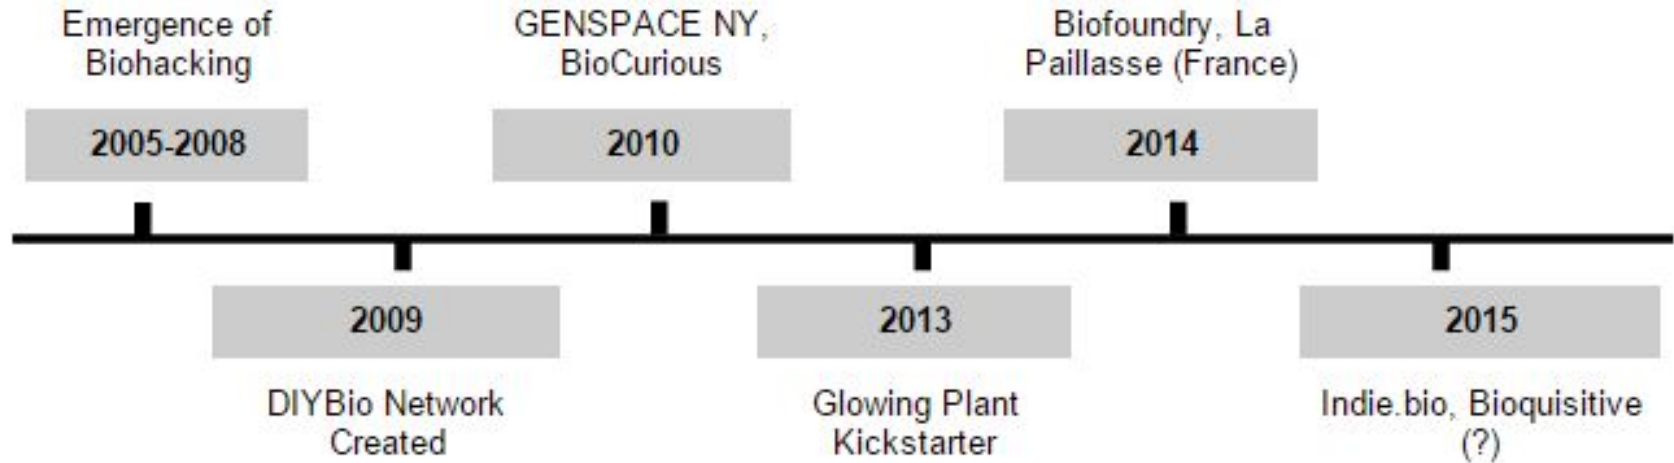 Emergence of
Biohacking
2005-2008
2009
DIYBio Network
Created
GENSPACE NY,
BioCurious
2010
2013
Glowing Plant
Kickstarter
Biofoundry, La
Paillasse (France)
2014
2015
Indie.bio, Bioquisitive
(?)